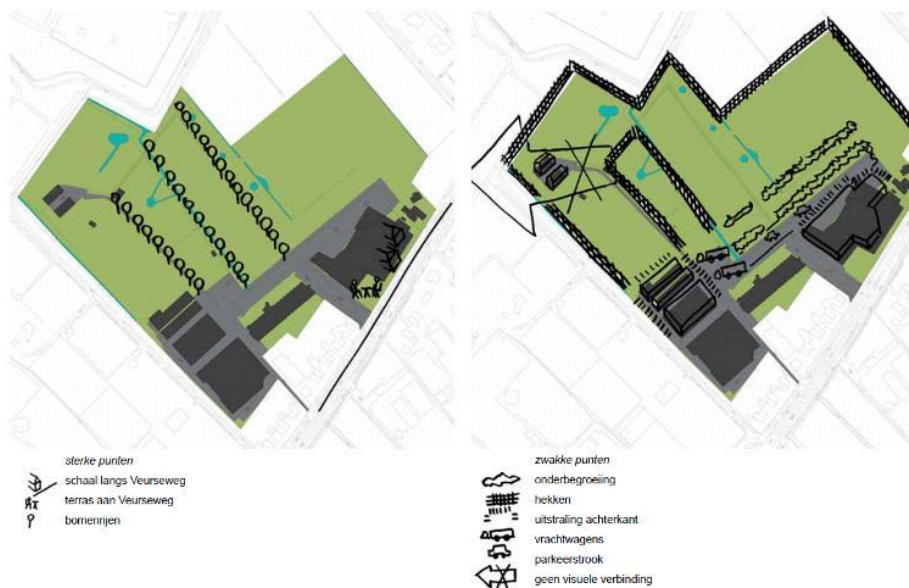 sterke punten
schaal langs Veurseweg
terras aan Veurseweg
bomenrijen
zwakke punten
onderbegroeiing
hekken
uitstraling achterkant
vrachtwagens
parkeerstrook
geen visuele verbinding